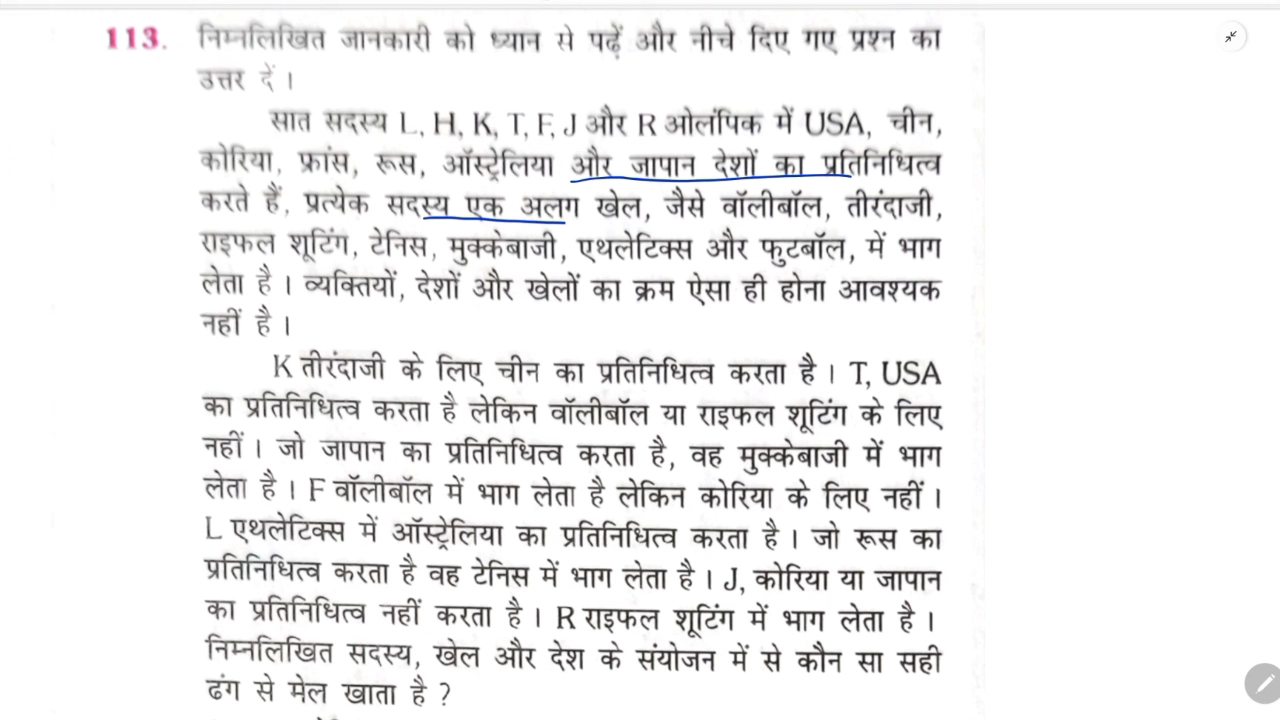 113. निम्नलिखित जानकारी को ध्यान से पढ़ें और नीचे दिए गए प्रश्न का
उत्तर दें ।
सात सदस्य L, H, K, T, F, J और R ओलंपिक में USA, चीन,
कोरिया, फ्रांस, रूस, ऑस्ट्रेलिया और जापान देशों का प्रतिनिधित्व
करते हैं, प्रत्येक सदस्य एक अलग खेल, जैसे वॉलीबॉल, तीरंदाजी,
राइफल शूटिंग, टेनिस, मुक्केबाजी, एथलेटिक्स और फुटबॉल, में भाग
लेता है । व्यक्तियों, देशों और खेलों का क्रम ऐसा ही होना आवश्यक
नहीं है ।
K तीरंदाजी के लिए चीन का प्रतिनिधित्व करता है । T, USA
का प्रतिनिधित्व करता है लेकिन वॉलीबॉल या राइफल शूटिंग के लिए
नहीं । जो जापान का प्रतिनिधित्व करता है, वह मुक्केबाजी में भाग
लेता है । F वॉलीबॉल में भाग लेता है लेकिन कोरिया के लिए नहीं ।
L एथलेटिक्स में ऑस्ट्रेलिया का प्रतिनिधित्व करता है । जो रूस का
प्रतिनिधित्व करता है वह टेनिस में भाग लेता है । J, कोरिया या जापान
का प्रतिनिधित्व नहीं करता है । R राइफल शूटिंग में भाग लेता है ।
निम्नलिखित सदस्य, खेल और देश के संयोजन में से कौन सा सही
ढंग से मेल खाता है ?